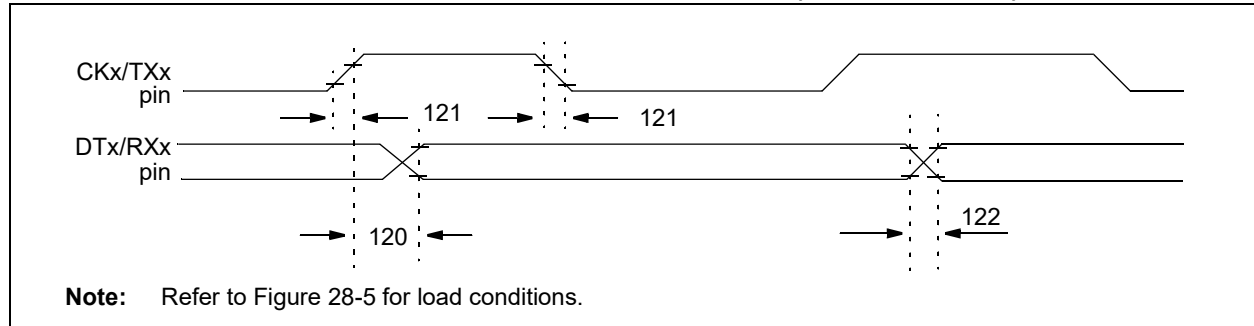 CKx/TXx
pin
121
121
DTx/RXx
pin
120
122
Note: Refer to Figure 28-5 for load conditions.